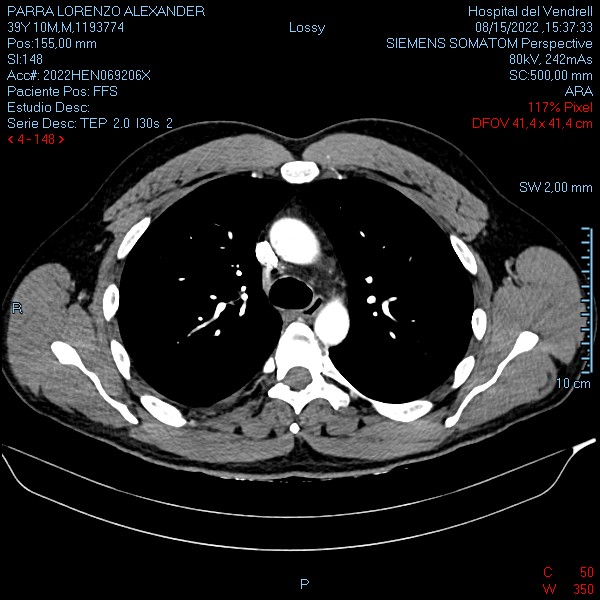 PARRA LORENZO ALEXANDER
39Y 10M,M,1193774
Pos:155,00 mm
SI:148
Acc#: 2022HEN069206X
Paciente Pos: FFS
Estudio Desc:
Serie Desc: TEP 2.0 I30s 2
< 4 - 148 >
Lossy
Hospital del Vendrell
08/15/2022 ,15:37:33
SIEMENS SOMATOM Perspective
80kV, 242mAs
SC:500,00 mm
ARA
117% Pixel
DFOV 41,4 x 41,4 cm
SW 2,00 mm
R
10 cm
P
C 50
W 350